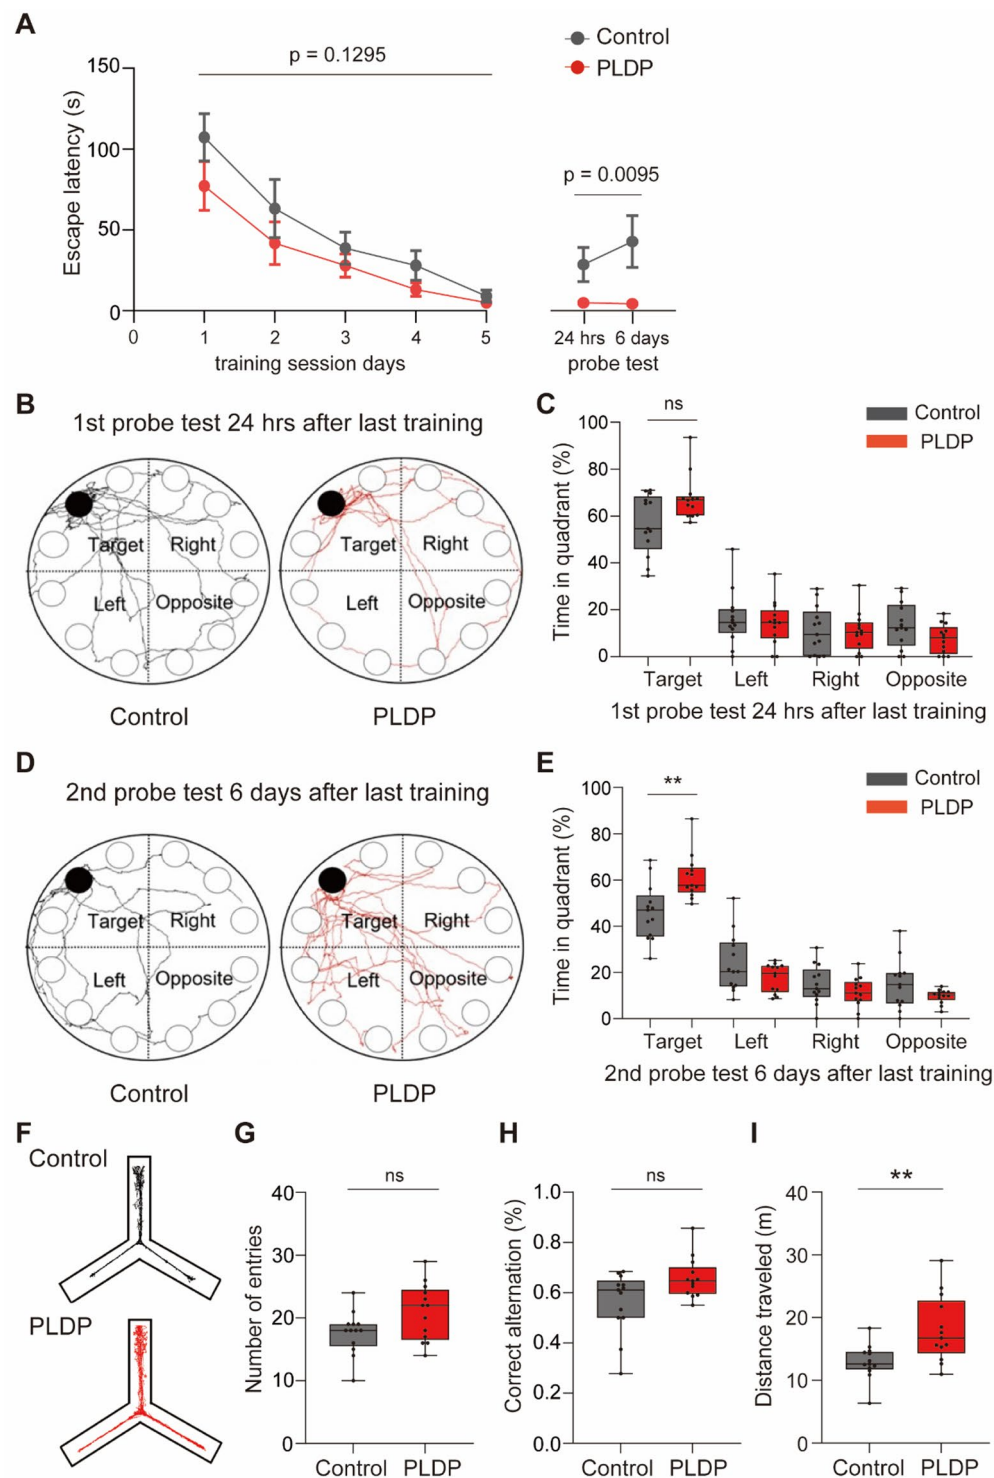 A
Control
PLDP
p = 0.1295
p = 0.0095
Escape latency (s)
150
100
50
0
0 1 2 3 4 5
training session days
24 hrs 6 days
probe test
B
1st probe test 24 hrs after last training
Target Right
Left Opposite
Control
Target Right
Left Opposite
PLDP
C
ns
Control
PLDP
Time in quadrant (%)
100
80
60
40
20
0
Target Left Right Opposite
1st probe test 24 hrs after last training
D
2nd probe test 6 days after last training
Target Right
Left Opposite
Control
Target Right
Left Opposite
PLDP
E
**
Control
PLDP
Time in quadrant (%)
100
80
60
40
20
0
Target Left Right Opposite
2nd probe test 6 days after last training
F
Control
PLDP
G
ns
Number of entries
40
30
20
10
0
Control PLDP
H
ns
Correct alternation (%)
1.0
0.8
0.6
0.4
0.2
0.0
Control PLDP
I
**
Distance traveled (m)
40
30
20
10
0
Control PLDP